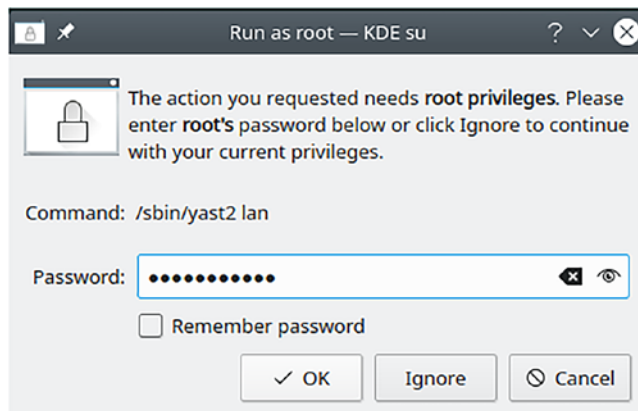 Run as root — KDE su
The action you requested needs root privileges. Please
enter root's password below or click Ignore to continue
with your current privileges.
Command: /sbin/yast2 lan
Password: ●●●●●●●●●●●
Remember password
OK
Ignore
Cancel